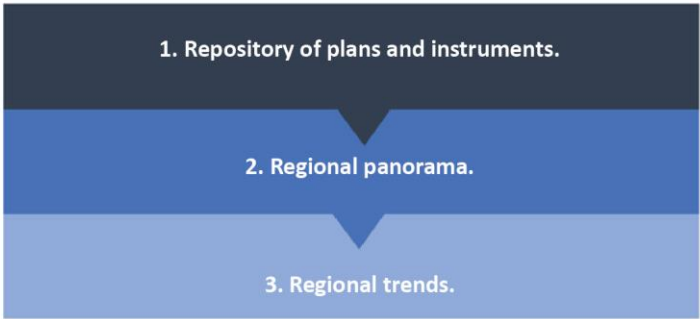 1. Repository of plans and instruments.
2. Regional panorama.
3. Regional trends.